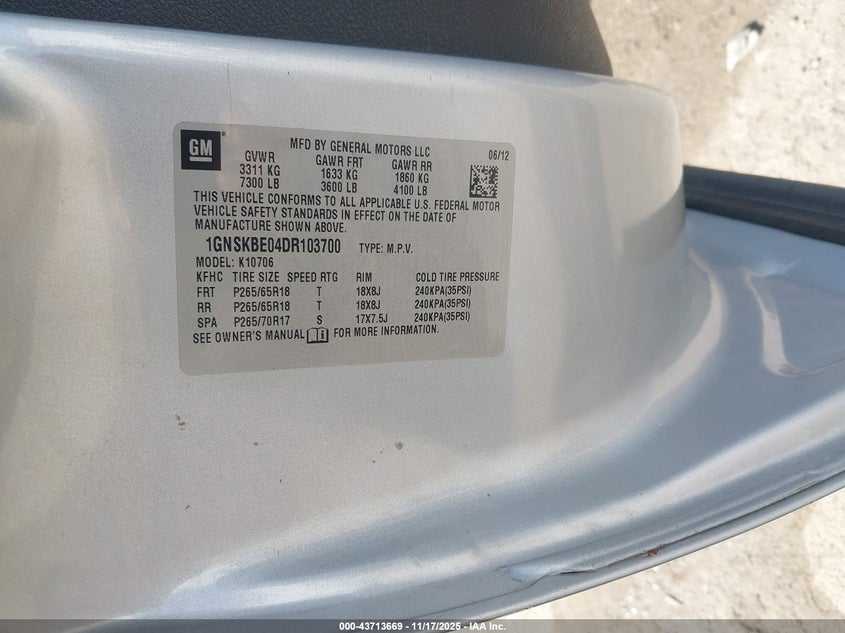 GM
MFD BY GENERAL MOTORS LLC 06/12
GVWR GAWR FRT GAWR RR
3311 KG 1633 KG 1860 KG
7300 LB 3600 LB 4100 LB
THIS VEHICLE CONFORMS TO ALL APPLICABLE U.S. FEDERAL MOTOR
VEHICLE SAFETY STANDARDS IN EFFECT ON THE DATE OF
MANUFACTURE SHOWN ABOVE.
1GNSKBE04DR103700 TYPE: M.P.V.
MODEL: K10706
KFHC TIRE SIZE SPEED RTG RIM COLD TIRE PRESSURE
FRT P265/65R18 T 18X8J 240KPA(35PSI)
RR P265/65R18 T 18X8J 240KPA(35PSI)
SPA P265/70R17 S 17X7.5J 240KPA(35PSI)
SEE OWNER'S MANUAL FOR MORE INFORMATION.
000-43713669 - 11/17/2025 - IAA Inc.